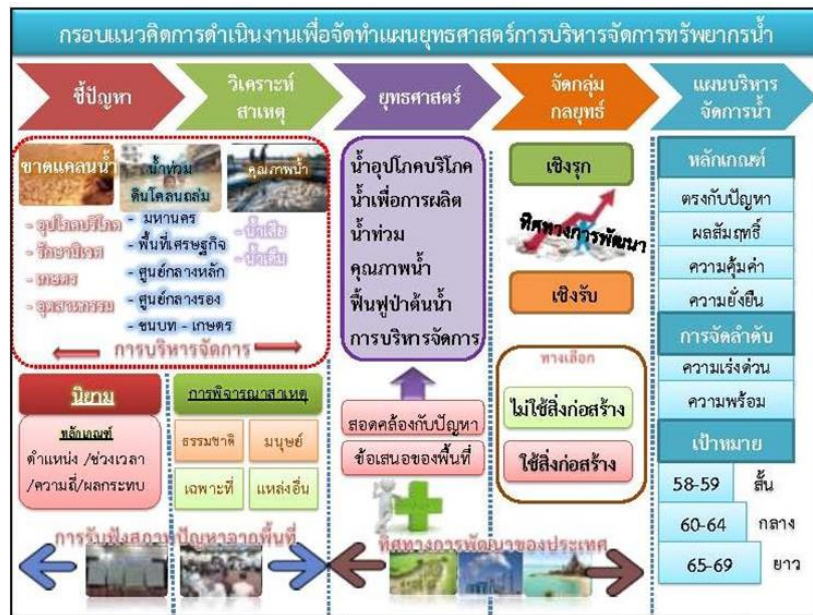 กรอบแนวคิดการดำเนินงานเพื่อจัดทำแผนยุทธศาสตร์การบริหารจัดการทรัพยากรน้ำ
ชี้ปัญหา
วิเคราะห์
สาเหตุ
ยุทธศาสตร์
จัดกลุ่ม
กลยุทธ์
แผนบริหาร
จัดการน้ำ
ขาดแคลนน้ำ
- อุปโภคบริโภค
- รักษานิเวศ
- เกษตร
- อุตสาหกรรม
น้ำท่วม
ดินโคลนถล่ม
- มหานคร
- พื้นที่เศรษฐกิจ
- ศูนย์กลางหลัก
- ศูนย์กลางรอง
- ชนบท - เกษตร
คุณภาพน้ำ
- น้ำเสีย
- น้ำเค็ม
การบริหารจัดการ
นิยาม
หลักเกณฑ์
ตำแหน่ง /ช่วงเวลา
/ความถี่/ผลกระทบ
การพิจารณาสาเหตุ
ธรรมชาติ
มนุษย์
เฉพาะที่
แหล่งอื่น
การรับฟังสภาพปัญหาจากพื้นที่
น้ำอุปโภคบริโภค
น้ำเพื่อการผลิต
น้ำท่วม
คุณภาพน้ำ
ฟื้นฟูป่าต้นน้ำ
การบริหารจัดการ
สอดคล้องกับปัญหา
ข้อเสนอของพื้นที่
ทิศทางการพัฒนาของประเทศ
เชิงรุก
ทิศทางการพัฒนา
เชิงรับ
ทางเลือก
ไม่ใช้สิ่งก่อสร้าง
ใช้สิ่งก่อสร้าง
หลักเกณฑ์
ตรงกับปัญหา
ผลสัมฤทธิ์
ความคุ้มค่า
ความยั่งยืน
การจัดลำดับ
ความเร่งด่วน
ความพร้อม
เป้าหมาย
58-59 สั้น
60-64 กลาง
65-69 ยาว